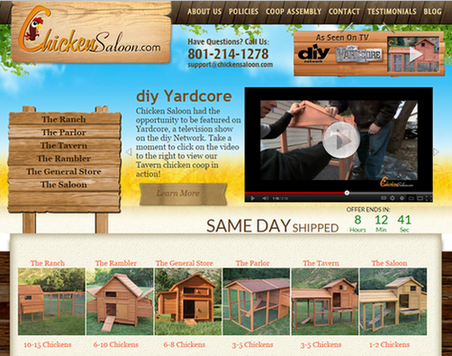 ABOUT US POLICIES COOP ASSEMBLY CONTACT TESTIMONIALS BLOG
ChickenSaloon.com
Have Questions? Call Us:
801-214-1278
support@chickensaloon.com
As Seen On TV
diy
network
YARDCORE
diy Yardcore
Chicken Saloon had the
opportunity to be featured on
Yardcore, a television show
on the diy Network. Take a
moment to click on the video
to the right to view our
Tavern chicken coop in
action!
Learn More
The Ranch
The Parlor
The Tavern
The Rambler
The General Store
The Saloon
ChickenSaloon.com
SAME DAY SHIPPED
OFFER ENDS IN:
8 12 41
Hours Min Sec
The Ranch The Rambler The General Store The Parlor The Tavern The Saloon
10-15 Chickens 6-10 Chickens 6-8 Chickens 3-5 Chickens 3-5 Chickens 1-2 Chickens